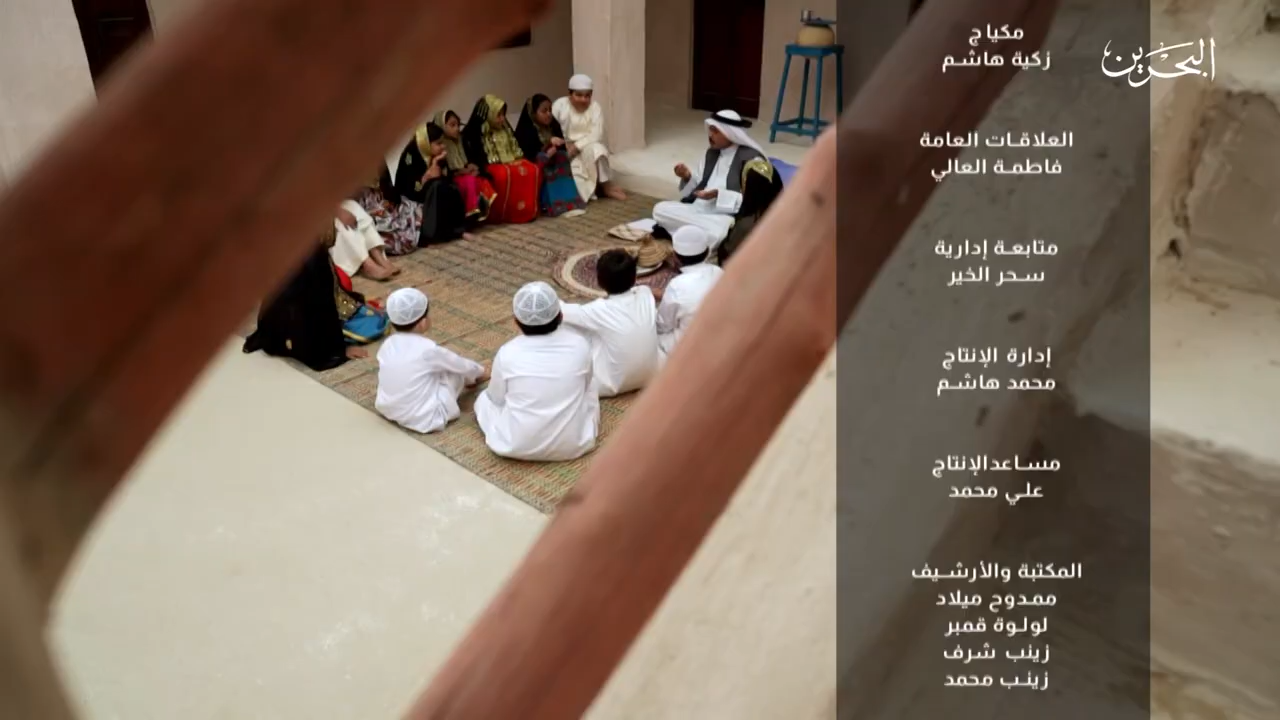 البحرين
مكياج
زكية هاشم
العلاقات العامة
فاطمة العالي
متابعة إدارية
سحر الخير
إدارة الإنتاج
محمد هاشم
مساعدالإنتاج
علي محمد
المكتبة والأرشيف
ممدوح ميلاد
لولوة قمبر
زينب شرف
زينب محمد